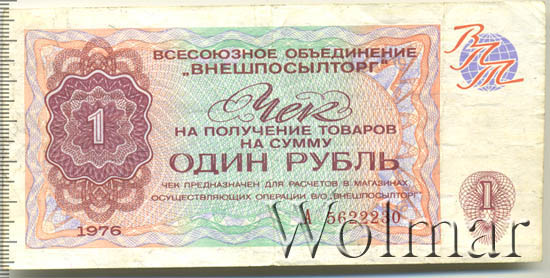 ВСЕСОЮЗНОЕ ОБЪЕДИНЕНИЕ
„ВНЕШПОСЫЛТОРГ"
ВПТ
Чек
НА ПОЛУЧЕНИЕ ТОВАРОВ
НА СУММУ
ОДИН РУБЛЬ
1
ЧЕК ПРЕДНАЗНАЧЕН ДЛЯ РАСЧЕТОВ В МАГАЗИНАХ,
ОСУЩЕСТВЛЯЮЩИХ ОПЕРАЦИИ В/О „ВНЕШПОСЫЛТОРГ"
1
А 5622230
1976
Wolmar